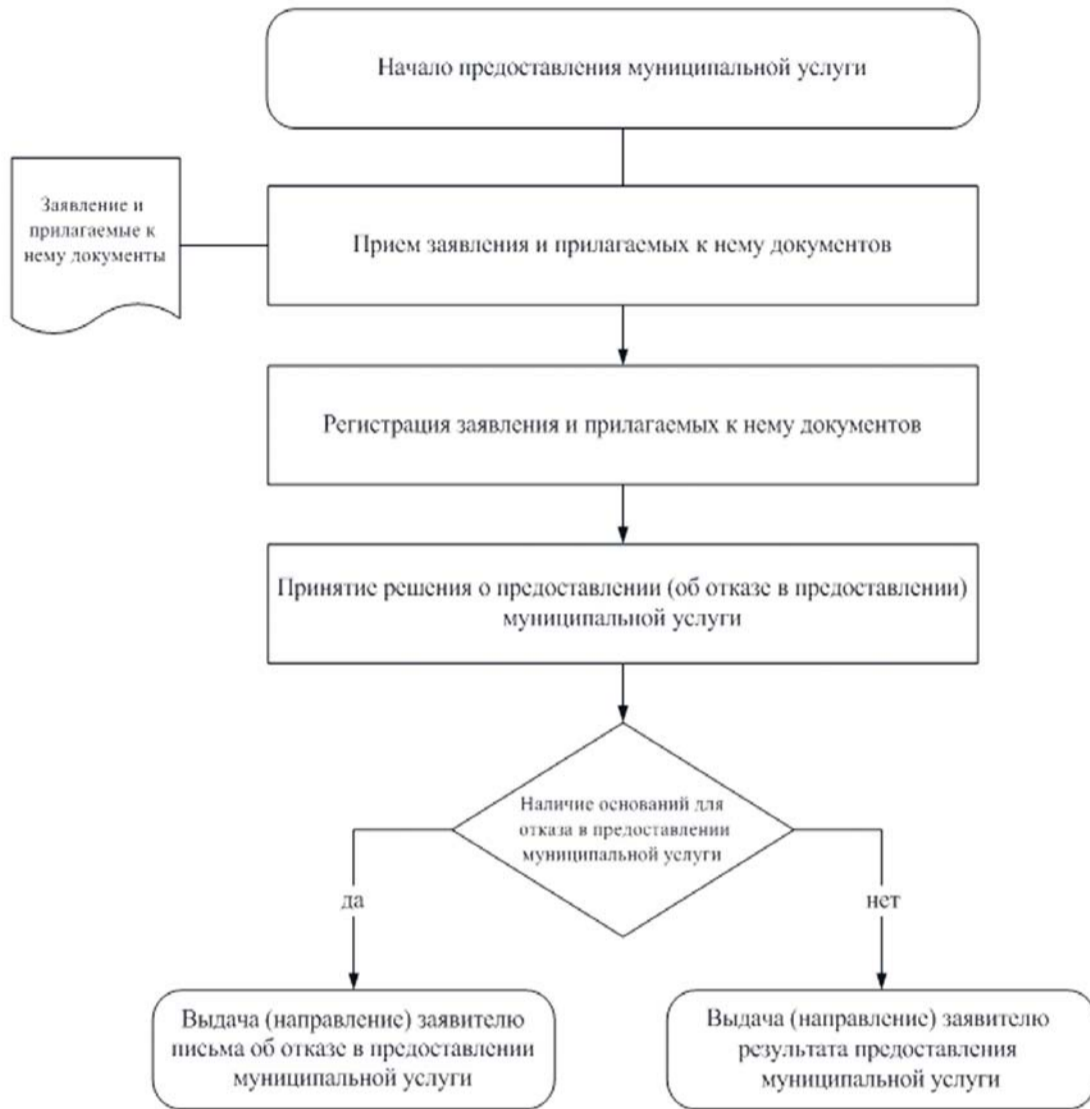 Начало предоставления муниципальной услуги
Заявление и
прилагаемые к
нему документы
Прием заявления и прилагаемых к нему документов
Регистрация заявления и прилагаемых к нему документов
Принятие решения о предоставлении (об отказе в предоставлении)
муниципальной услуги
Наличие оснований для
отказа в предоставлении
муниципальной услуги
да
нет
Выдача (направление) заявителю
письма об отказе в предоставлении
муниципальной услуги
Выдача (направление) заявителю
результата предоставления
муниципальной услуги